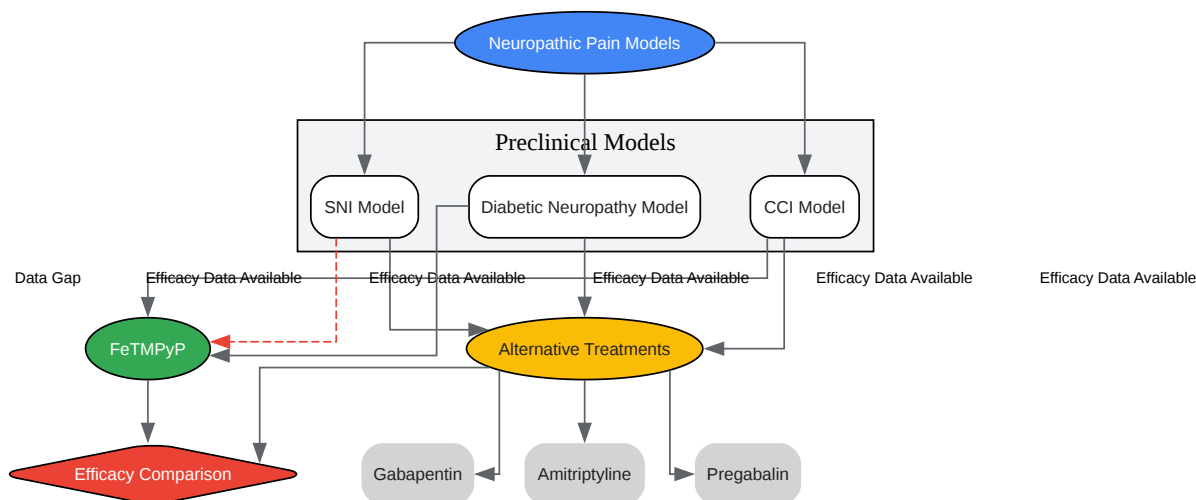 Neuropathic Pain Models
Preclinical Models
SNI Model
Diabetic Neuropathy Model
CCI Model
Data Gap
Efficacy Data Available
Efficacy Data Available
Efficacy Data Available
Efficacy Data Available
Efficacy Data Available
FeTMPyP
Alternative Treatments
Efficacy Comparison
Gabapentin
Amitriptyline
Pregabalin